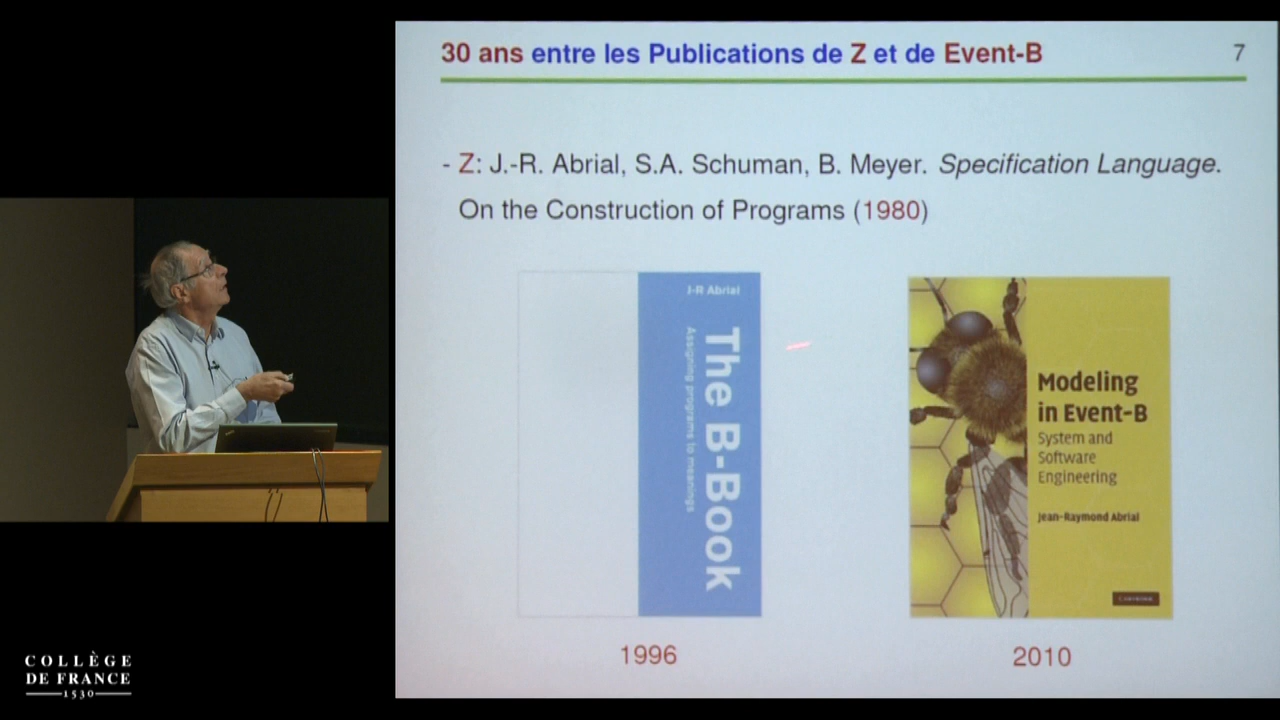 30 ans entre les Publications de Z et de Event-B
7
- Z: J.-R. Abrial, S.A. Schuman, B. Meyer. Specification Language.
On the Construction of Programs (1980)
J-R Abrial
The B-Book
Assigning programs to meanings
Modeling
in Event-B
System and
Software
Engineering
Jean-Raymond Abrial
CAMBRIDGE
1996
2010
COLLÈGE
DE FRANCE
1530